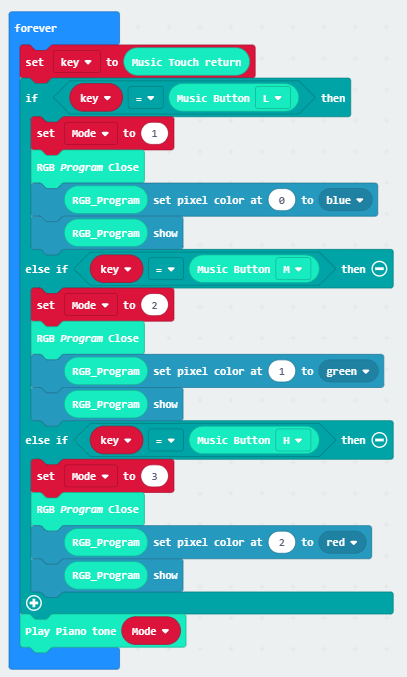 forever
set key to Music Touch return
if key = Music Button L then
set Mode to 1
RGB Program Close
RGB_Program set pixel color at 0 to blue
RGB_Program show
else if key = Music Button M then
set Mode to 2
RGB Program Close
RGB_Program set pixel color at 1 to green
RGB_Program show
else if key = Music Button H then
set Mode to 3
RGB Program Close
RGB_Program set pixel color at 2 to red
RGB_Program show
Play Piano tone Mode